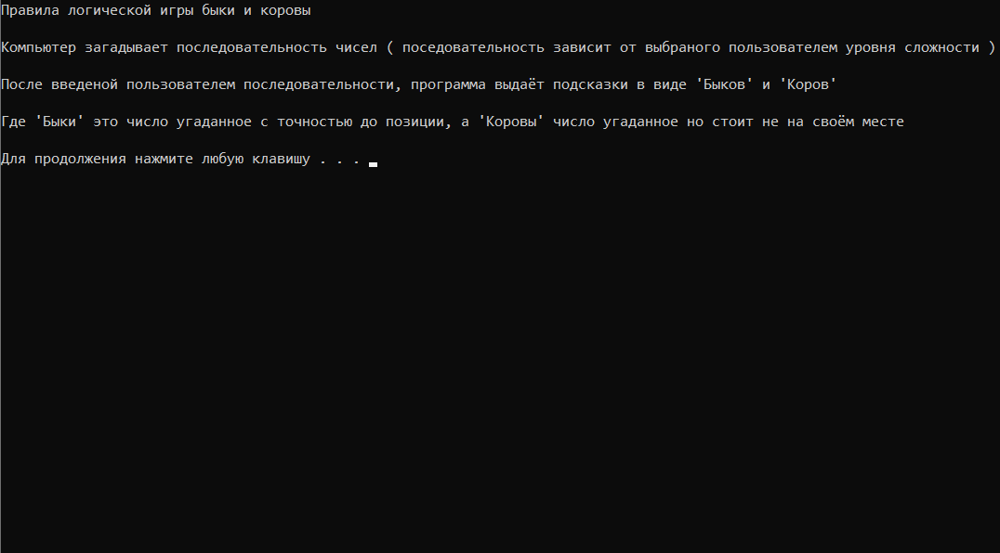 Правила логической игры быки и коровы
Компьютер загадывает последовательность чисел ( поседовательность зависит от выбраного пользователем уровня сложности )
После введеной пользователем последовательности, программа выдаёт подсказки в виде 'Быков' и 'Коров'
Где 'Быки' это число угаданное с точностью до позиции, а 'Коровы' число угаданное но стоит не на своём месте
Для продолжения нажмите любую клавишу . . .